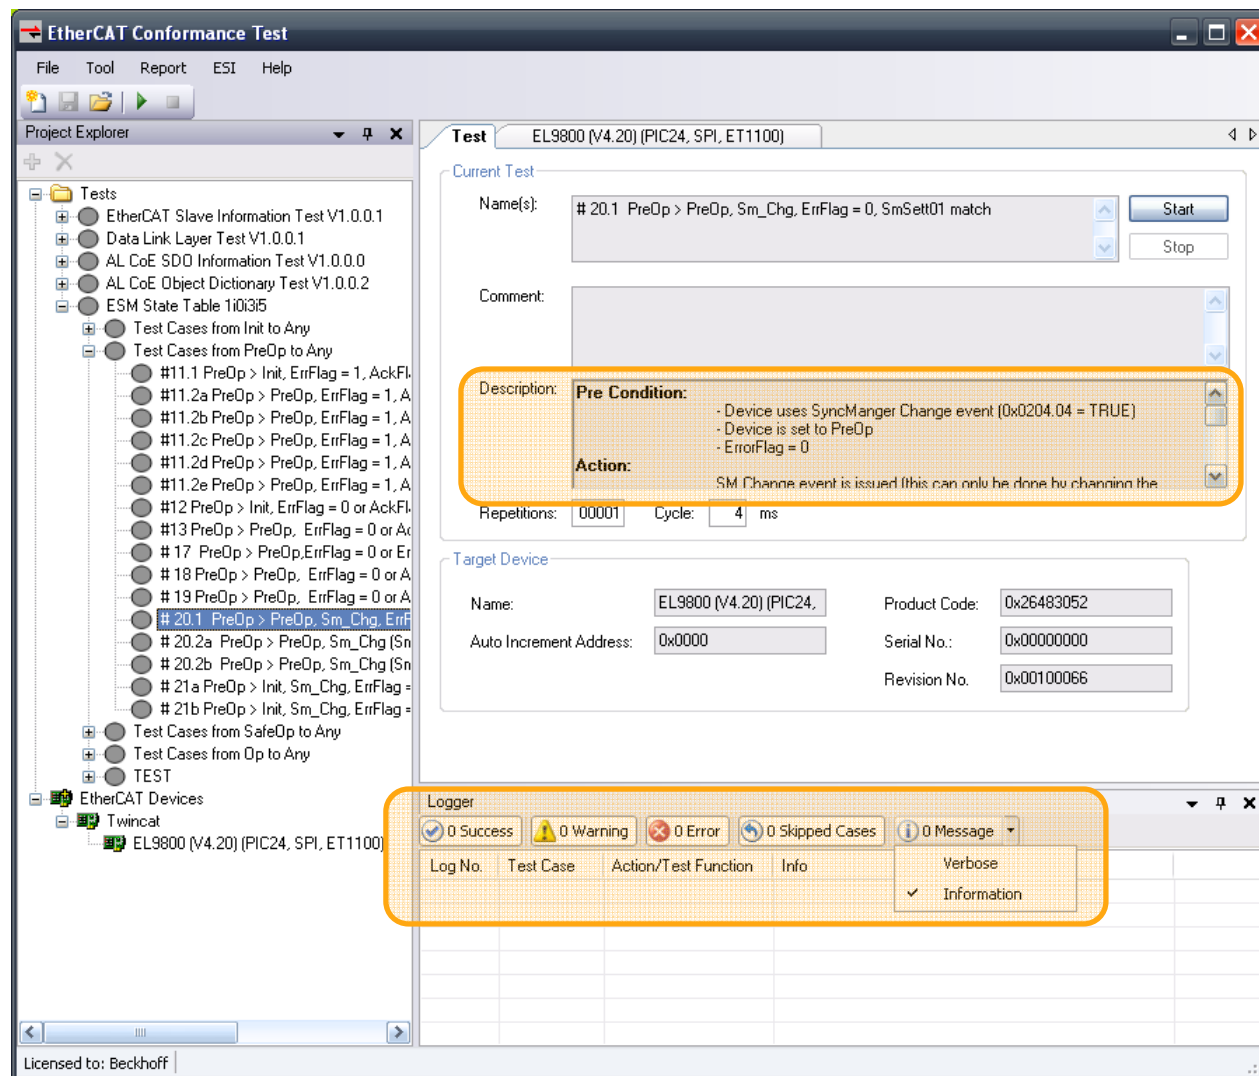 EtherCAT Conformance Test
File Tool Report ESI Help
Project Explorer
Tests
EtherCAT Slave Information Test V1.0.0.1
Data Link Layer Test V1.0.0.1
AL CoE SDO Information Test V1.0.0.0
AL CoE Object Dictionary Test V1.0.0.2
ESM State Table 1i0i3i5
Test Cases from Init to Any
Test Cases from PreOp to Any
#11.1 PreOp > Init, ErrFlag = 1, AckFl
#11.2a PreOp > PreOp, ErrFlag = 1, A
#11.2b PreOp > PreOp, ErrFlag = 1, A
#11.2c PreOp > PreOp, ErrFlag = 1, A
#11.2d PreOp > PreOp, ErrFlag = 1, A
#11.2e PreOp > PreOp, ErrFlag = 1, A
#12 PreOp > Init, ErrFlag = 0 or AckFl
#13 PreOp > PreOp,  ErrFlag = 0 or Ac
# 17  PreOp > PreOp,ErrFlag = 0 or Er
# 18 PreOp > PreOp,  ErrFlag = 0 or A
# 19 PreOp > PreOp,  ErrFlag = 0 or A
# 20.1  PreOp > PreOp, Sm_Chg, ErrF
# 20.2a  PreOp > PreOp, Sm_Chg (Sn
# 20.2b  PreOp > PreOp, Sm_Chg (Sn
# 21a PreOp > Init, Sm_Chg, ErrFlag =
# 21b PreOp > Init, Sm_Chg, ErrFlag =
Test Cases from SafeOp to Any
Test Cases from Op to Any
TEST
EtherCAT Devices
Twincat
EL9800 (V4.20) (PIC24, SPI, ET1100)
Test EL9800 (V4.20) (PIC24, SPI, ET1100)
Current Test
Name(s): # 20.1  PreOp > PreOp, Sm_Chg, ErrFlag = 0, SmSett01 match Start
Stop
Comment:
Description: Pre Condition:
- Device uses SyncManger Change event (0x0204.04 = TRUE)
- Device is set to PreOp
- ErrorFlag = 0
Action:
SM Change event is issued (this can only be done by changing the
Repetitions: 00001 Cycle: 4 ms
Target Device
Name: EL9800 (V4.20) (PIC24, Product Code: 0x26483052
Auto Increment Address: 0x0000 Serial No.: 0x00000000
Revision No. 0x00100066
Logger
0 Success 0 Warning 0 Error 0 Skipped Cases 0 Message
Log No. Test Case Action/Test Function Info
Verbose
Information
Licensed to: Beckhoff